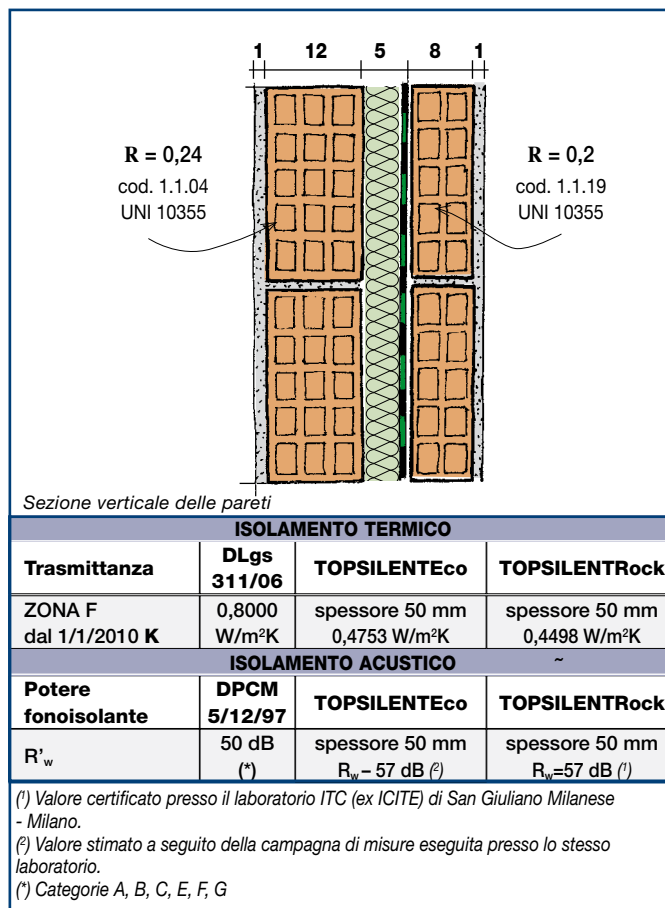 1 12 5 8 1
R = 0,24
cod. 1.1.04
UNI 10355
R = 0,2
cod. 1.1.19
UNI 10355
Sezione verticale delle pareti
ISOLAMENTO TERMICO
Trasmittanza DLgs 311/06 TOPSILENTEco TOPSILENTRock
ZONA F dal 1/1/2010 K 0,8000 W/m²K spessore 50 mm 0,4753 W/m²K spessore 50 mm 0,4498 W/m²K
ISOLAMENTO ACUSTICO ~
Potere fonoisolante DPCM 5/12/97 TOPSILENTEco TOPSILENTRock
R'w 50 dB (*) spessore 50 mm Rw – 57 dB (²) spessore 50 mm Rw=57 dB (¹)
(¹) Valore certificato presso il laboratorio ITC (ex ICITE) di San Giuliano Milanese
- Milano.
(²) Valore stimato a seguito della campagna di misure eseguita presso lo stesso
laboratorio.
(*) Categorie A, B, C, E, F, G